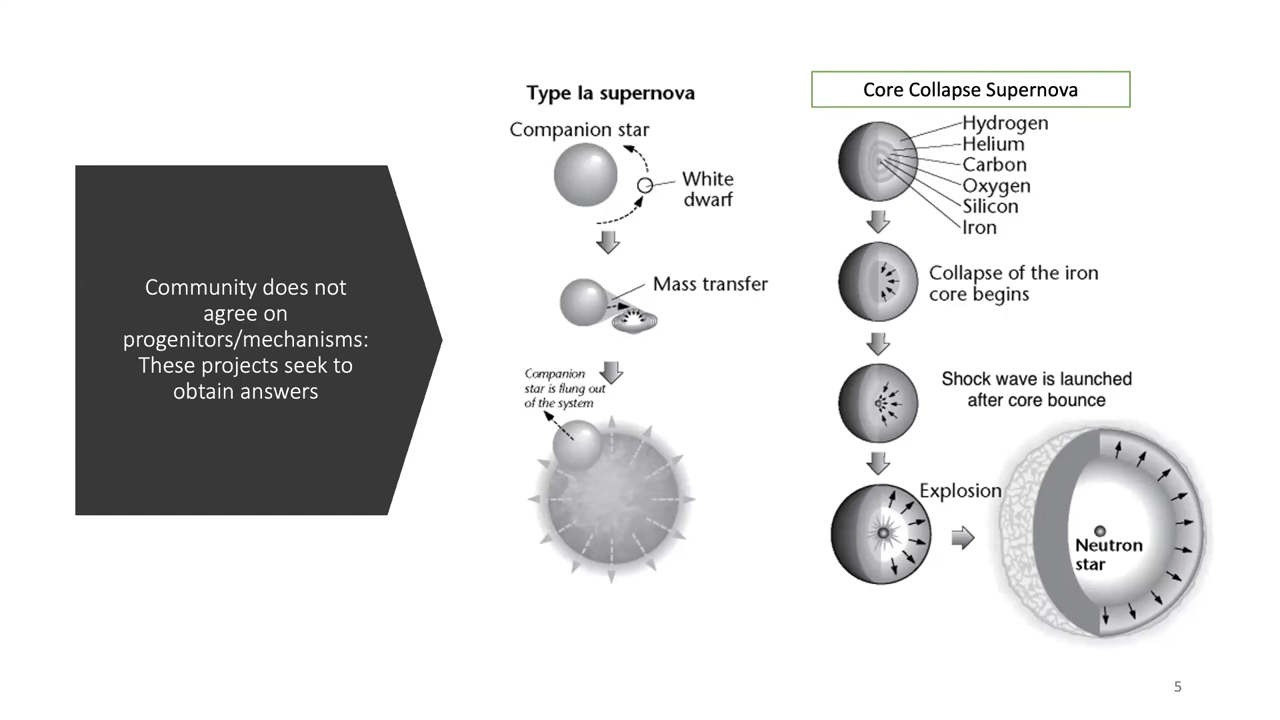 Community does not
agree on
progenitors/mechanisms:
These projects seek to
obtain answers
Type Ia supernova
Companion star
White
dwarf
Mass transfer
Companion
star is flung out
of the system
Core Collapse Supernova
Hydrogen
Helium
Carbon
Oxygen
Silicon
Iron
Collapse of the iron
core begins
Shock wave is launched
after core bounce
Explosion
Neutron
star
5